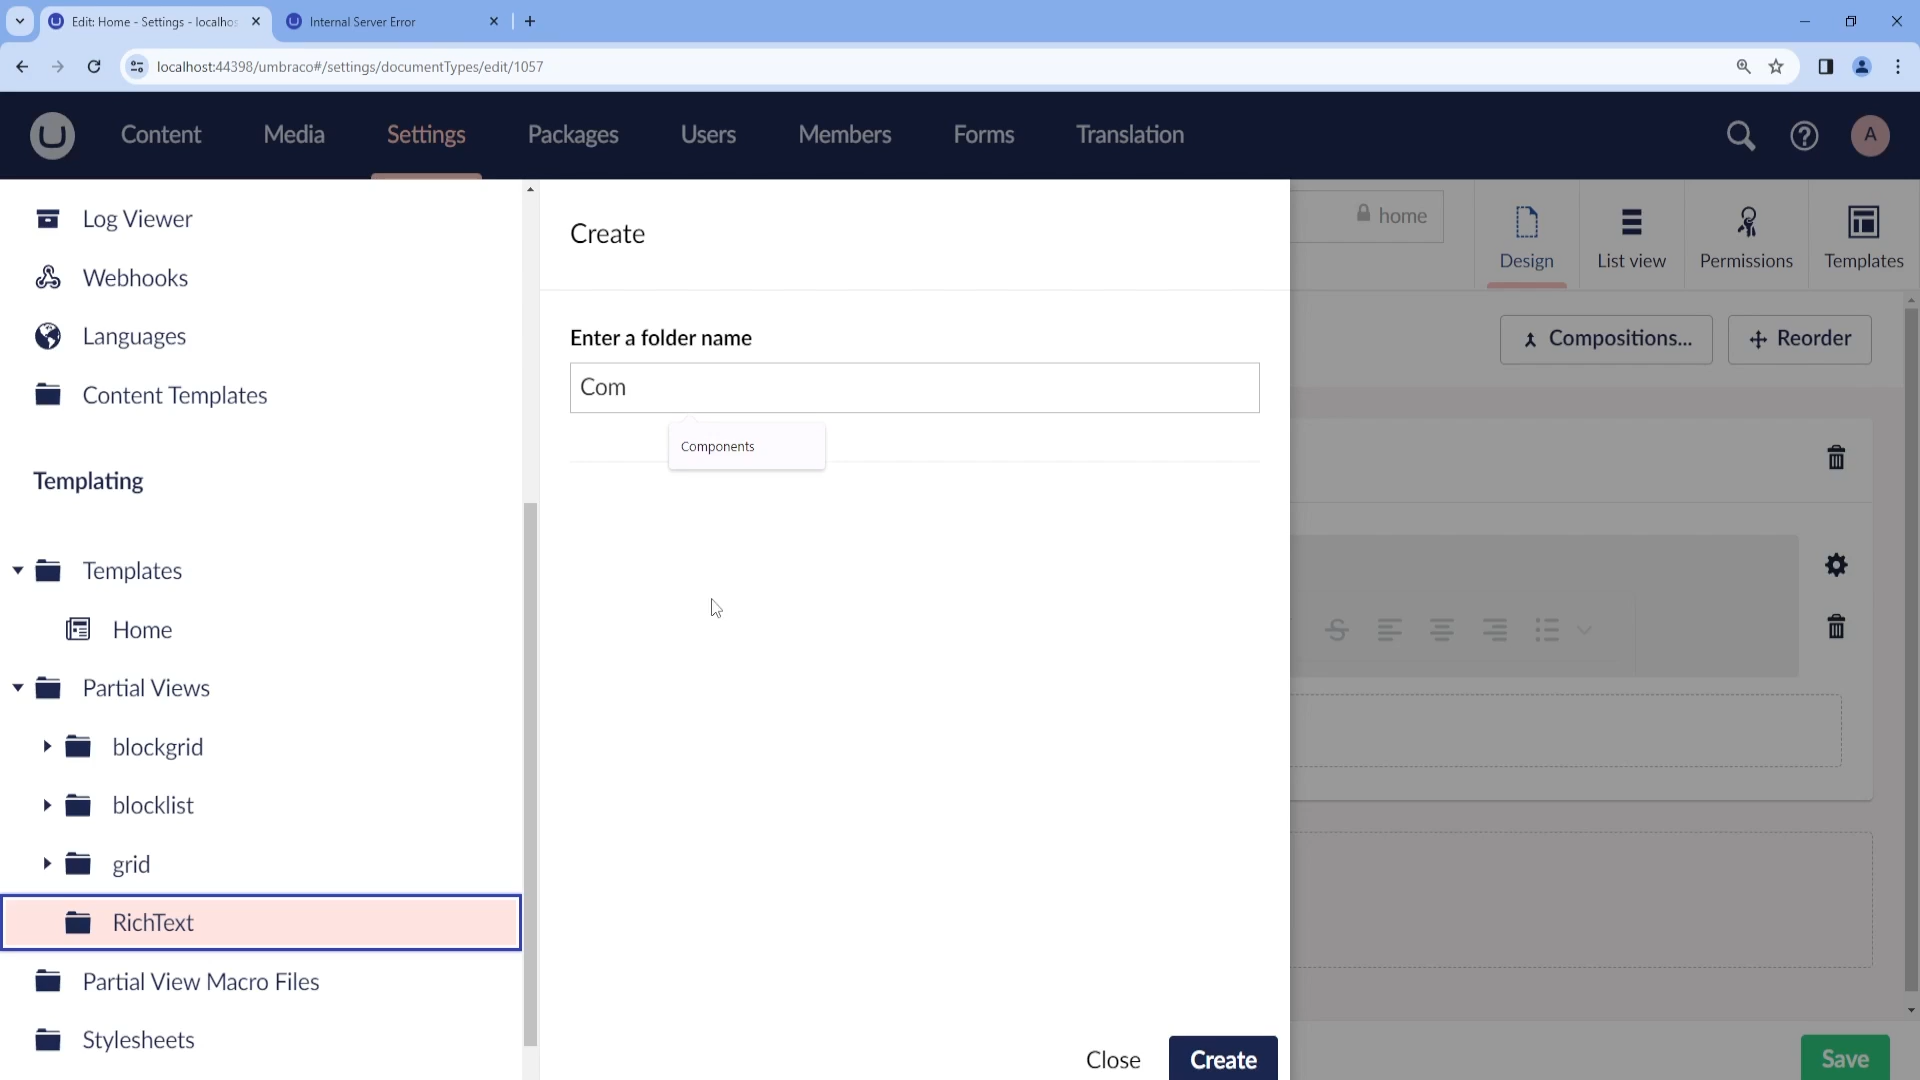 Edit: Home - Settings - localhos
Internal Server Error
localhost:44398/umbraco#/settings/documentTypes/edit/1057
Content
Media
Settings
Packages
Users
Members
Forms
Translation
A
Log Viewer
Webhooks
Languages
Content Templates
Templating
Templates
Home
Partial Views
blockgrid
blocklist
grid
RichText
Partial View Macro Files
Stylesheets
Create
Enter a folder name
Com
Components
Close
Create
home
Design
List view
Permissions
Templates
Compositions...
Reorder
Save